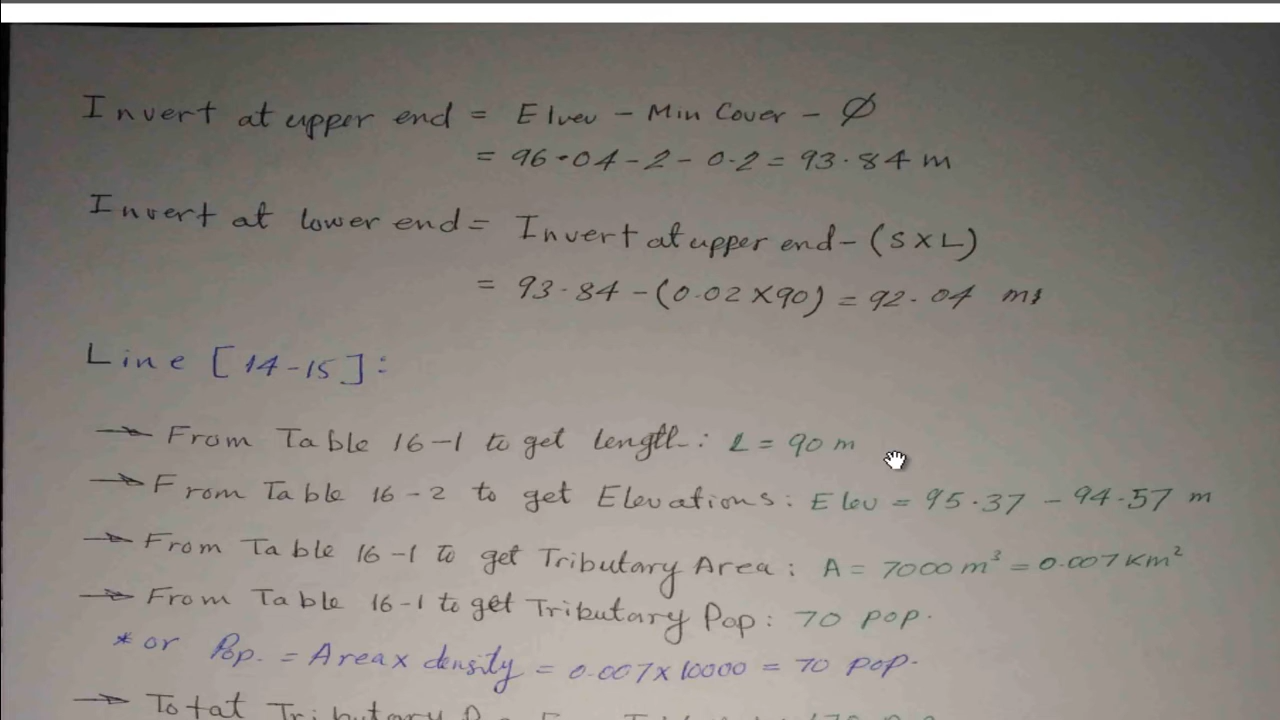 Invert at upper end = Elvev - Min Cover - Ø
= 96.04 - 2 - 0.2 = 93.84 m
Invert at lower end = Invert at upper end - (S X L)
= 93.84 - (0.02 X 90) = 92.04 m
Line [14-15]:
→ From Table 16-1 to get length: L = 90 m
→ From Table 16-2 to get Elevations: Elev = 95.37 - 94.57 m
→ From Table 16-1 to get Tributary Area: A = 7000 m³ = 0.007 Km²
→ From Table 16-1 to get Tributary Pop: 70 pop.
* or Pop. = Area x density = 0.007 x 10000 = 70 pop.
→ Totat Tributary